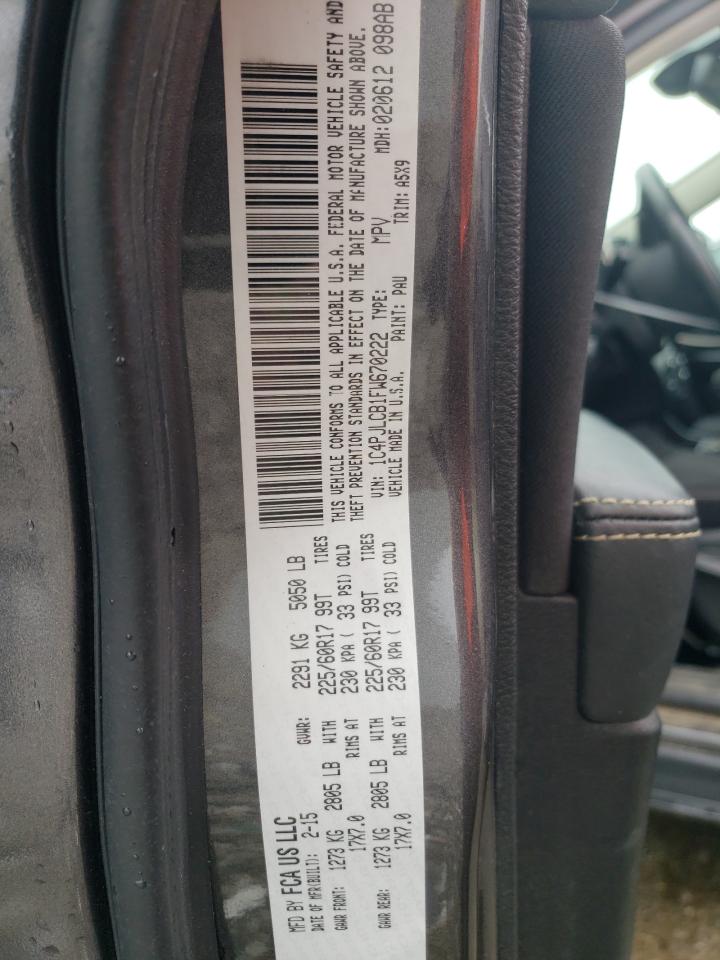 MFD BY FCA US LLC
DATE OF MFR(BUILT): 2-15 GVWR: 2291 KG 5050 LB
GAWR FRONT: 1273 KG 2805 LB WITH 225/60R17 99T TIRES
17X7.0 RIMS AT 230 KPA ( 33 PSI) COLD
GAWR REAR: 1273 KG 2805 LB WITH 225/60R17 99T TIRES
17X7.0 RIMS AT 230 KPA ( 33 PSI) COLD
THIS VEHICLE CONFORMS TO ALL APPLICABLE U.S.A. FEDERAL MOTOR VEHICLE SAFETY AND
THEFT PREVENTION STANDARDS IN EFFECT ON THE DATE OF MANUFACTURE SHOWN ABOVE.
VIN: 1C4PJLCB1FW670222 TYPE: MPV MDH:020612 098AB
VEHICLE MADE IN U.S.A. PAINT: PAU TRIM: A5X9